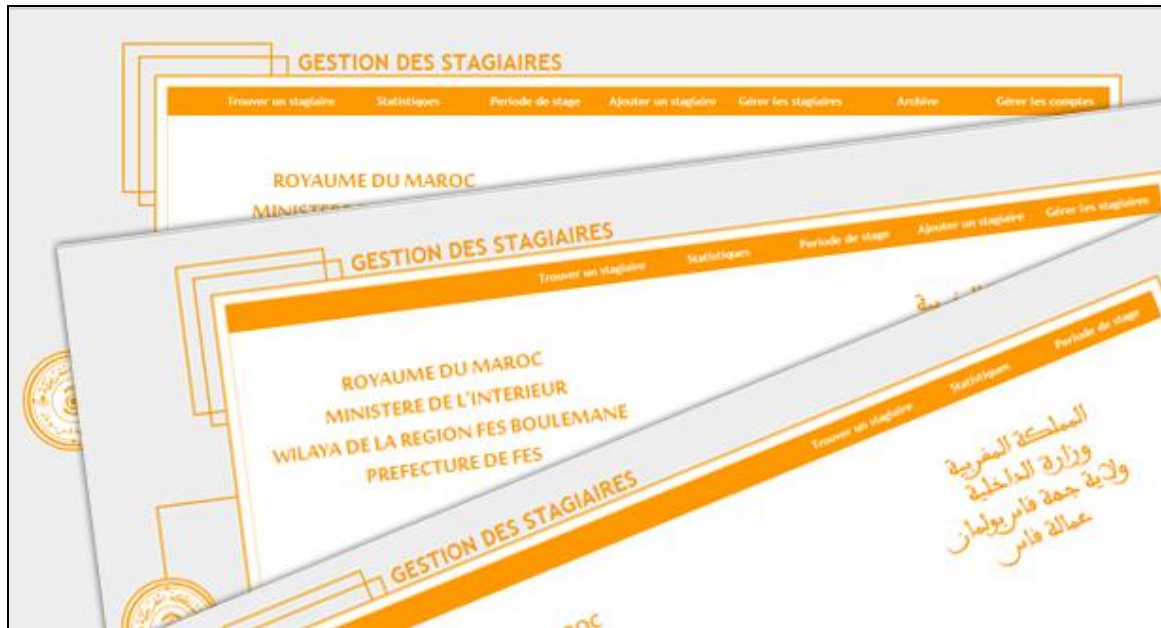 GESTION DES STAGIAIRES
Trouver un stagiaire Statistiques Periode de stage Ajouter un stagiaire Gérer les stagiaires Archive Gérer les comptes
ROYAUME DU MAROC
MINISTERE
GESTION DES STAGIAIRES
Trouver un stagiaire Statistiques Periode de stage Ajouter un stagiaire Gérer les stagiaires
ROYAUME DU MAROC
MINISTERE DE L'INTERIEUR
WILAYA DE LA REGION FES BOULEMANE
PREFECTURE DE FES
GESTION DES STAGIAIRES
Trouver un stagiaire Statistiques Periode de stage
المملكة المغربية
وزارة الداخلية
ولاية جهة فاس بولمان
عمالة فاس